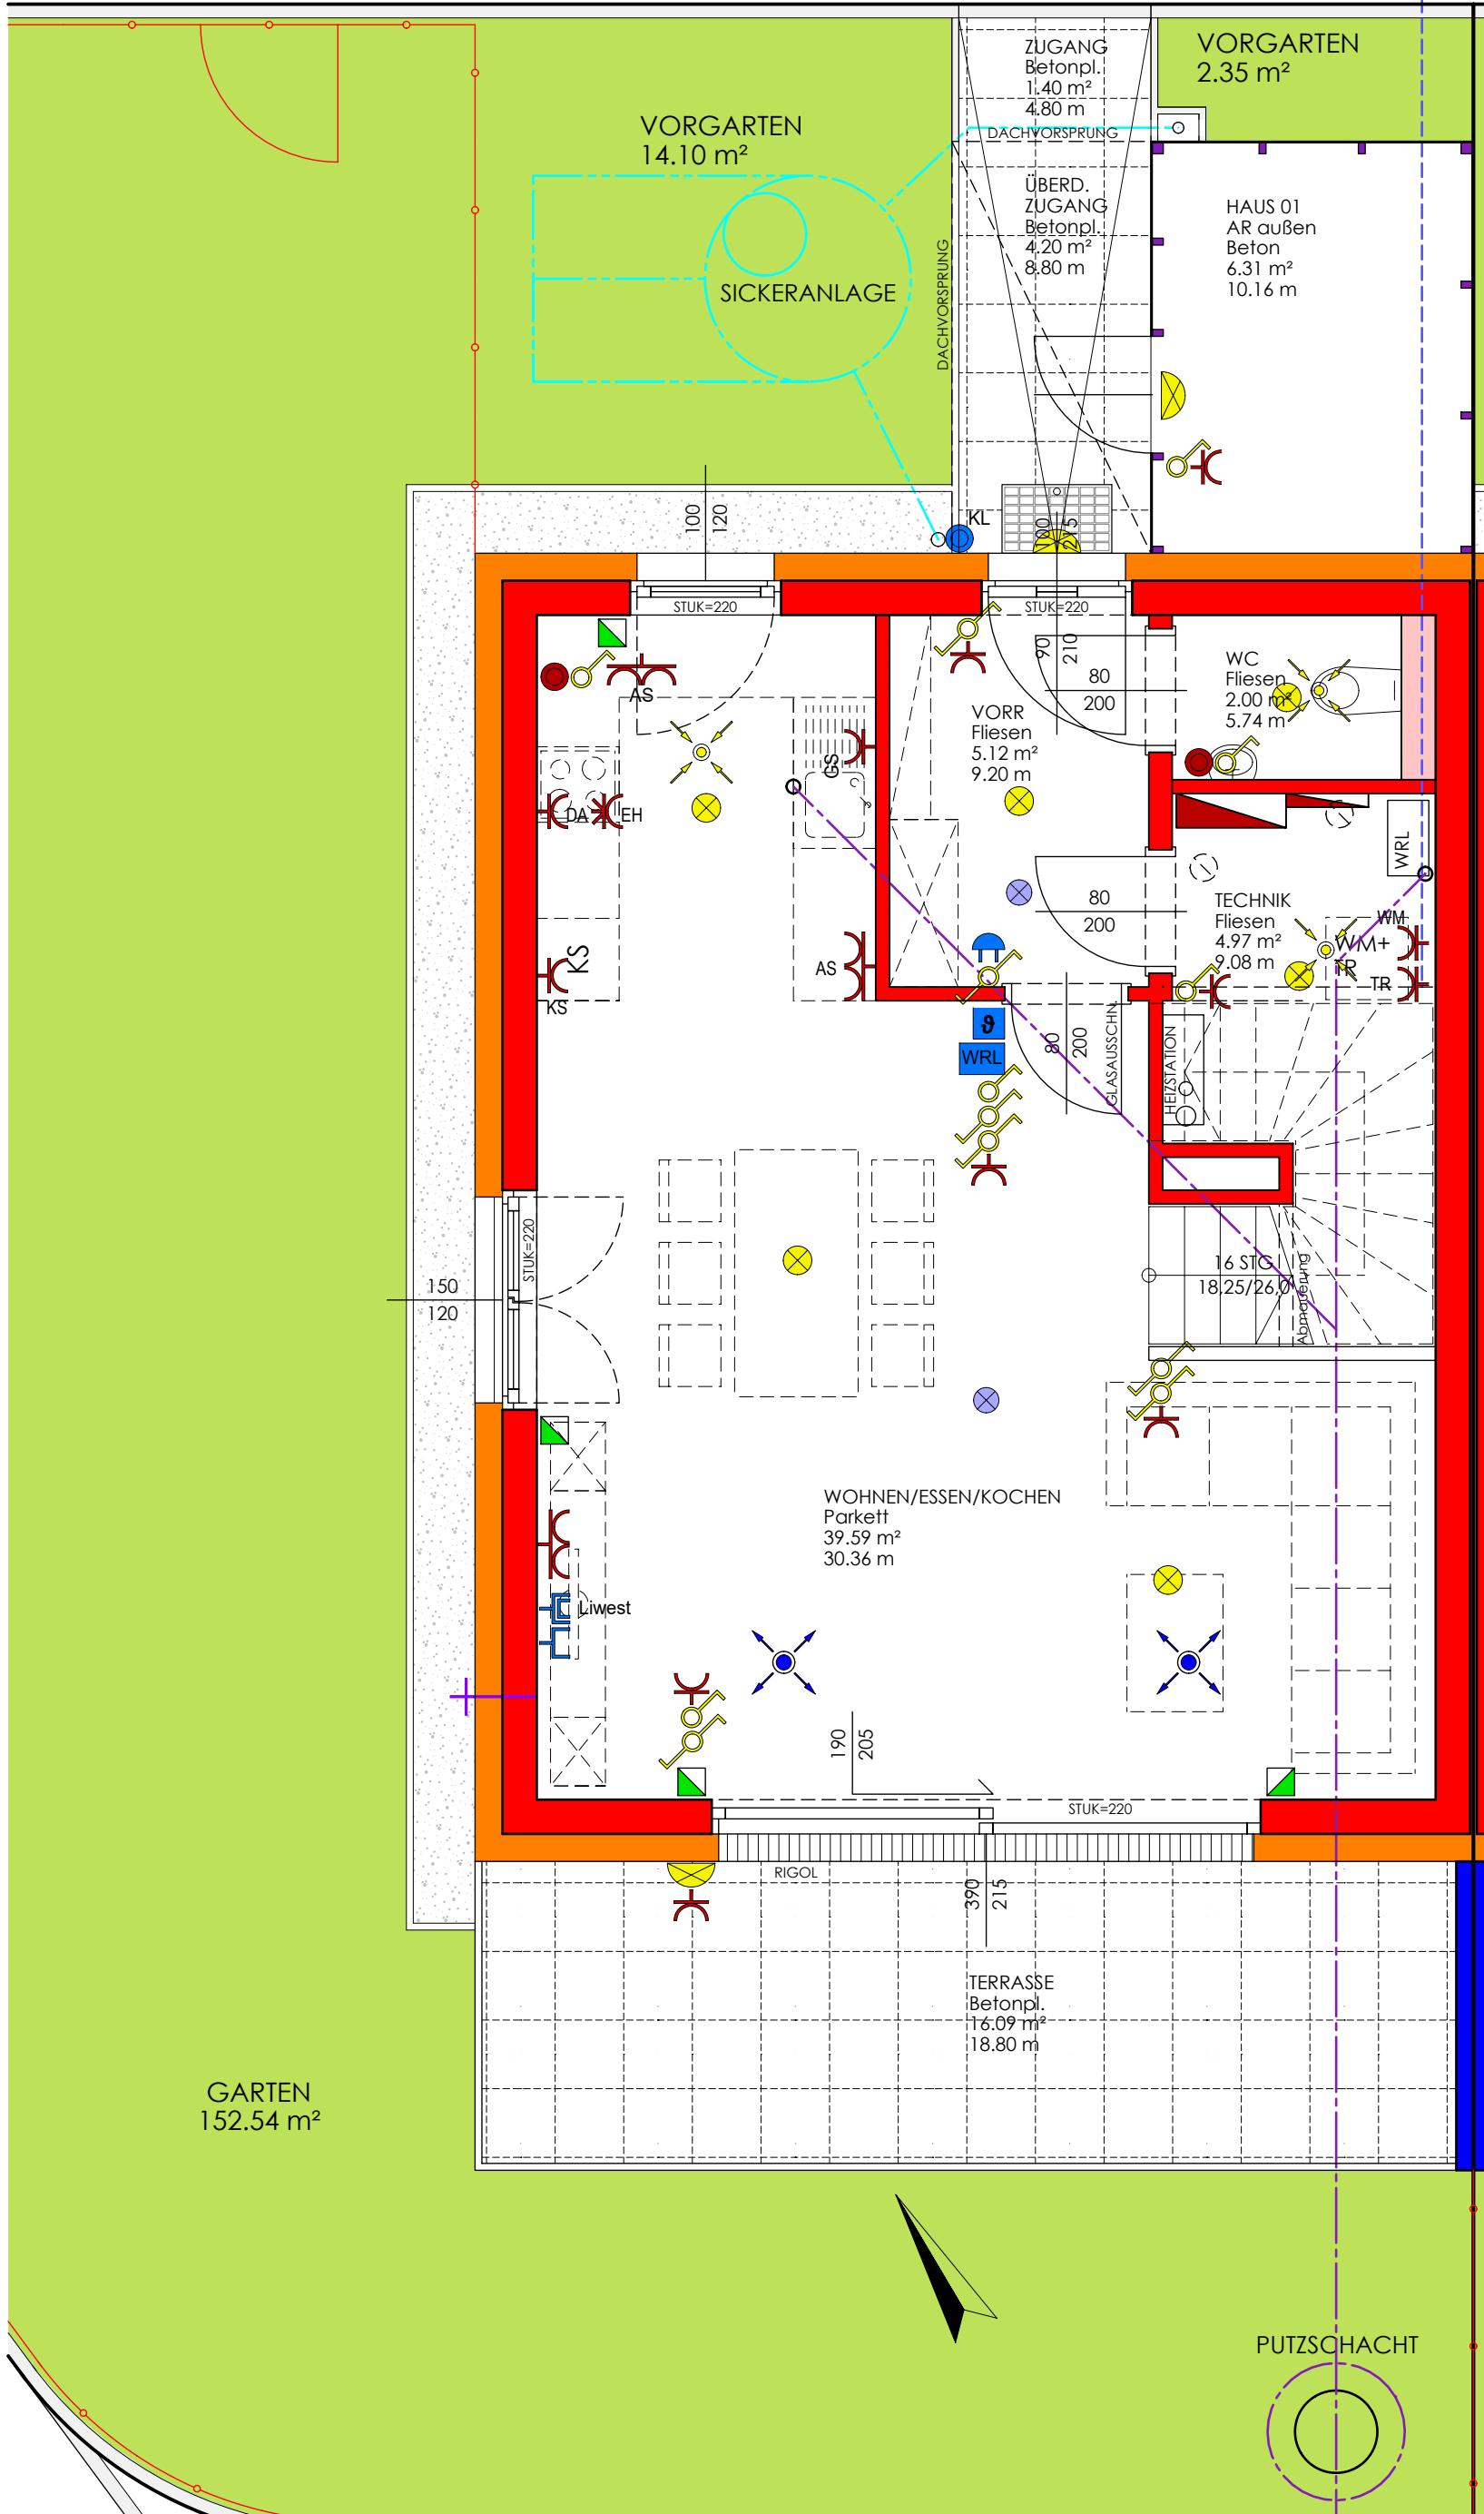 ZUGANG
Betonpl.
1.40 m²
4.80 m
VORGARTEN
2.35 m²
VORGARTEN
14.10 m²
DACHVORSPRUNG
ÜBERD.
ZUGANG
Betonpl.
4.20 m²
8.80 m
HAUS 01
AR außen
Beton
6.31 m²
10.16 m
DACHVORSPRUNG
SICKERANLAGE
KL
100
120
100
215
STUK=220
STUK=220
90
210
80
200
WC
Fliesen
2.00 m²
5.74 m
AS
VORR
Fliesen
5.12 m²
9.20 m
GS
DA
EH
WRL
80
200
TECHNIK
Fliesen
4.97 m²
9.08 m
WM
WM+
TR
TR
AS
KS
KS
ϑ
WRL
80
200
GLASAUSSCHN.
HEIZSTATION
STUK=220
150
120
16 STG
18,25/26,0
Abmauerung
WOHNEN/ESSEN/KOCHEN
Parkett
39.59 m²
30.36 m
Liwest
190
205
STUK=220
RIGOL
390
215
TERRASSE
Betonpl.
16.09 m²
18.80 m
GARTEN
152.54 m²
PUTZSCHACHT